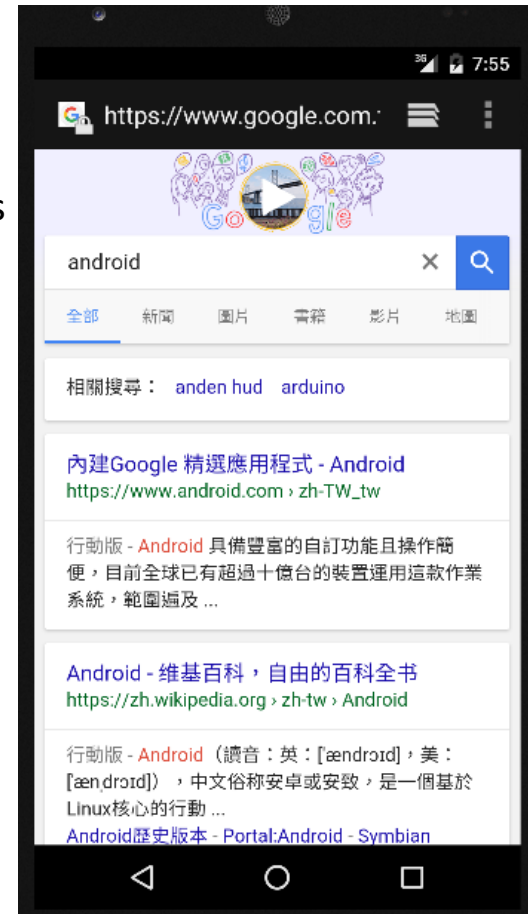 3G 7:55
https://www.google.com.
s
Google
android
全部 新聞 圖片 書籍 影片 地圖
相關搜尋： anden hud arduino
內建Google 精選應用程式 - Android
https://www.android.com › zh-TW_tw
行動版 - Android 具備豐富的自訂功能且操作簡
便，目前全球已有超過十億台的裝置運用這款作業
系統，範圍遍及 ...
Android - 维基百科，自由的百科全书
https://zh.wikipedia.org › zh-tw › Android
行動版 - Android（讀音：英：['ændrɔɪd]，美：
['ænˌdrɔɪd]），中文俗称安卓或安致，是一個基於
Linux核心的行動 ...
Android歷史版本 - Portal:Android - Symbian